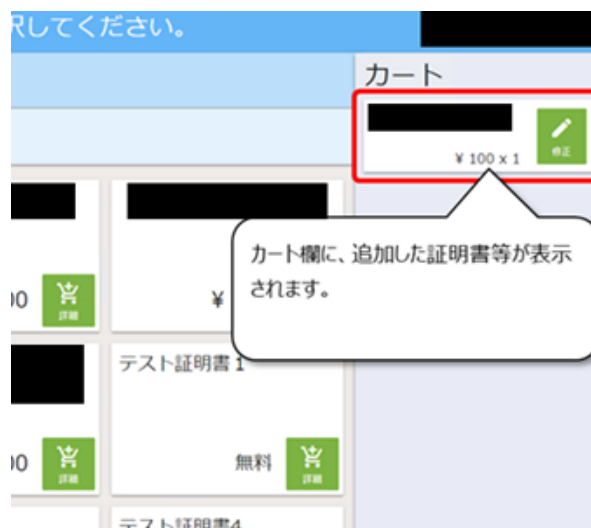 択してください。
カート
¥ 100 x 1
修正
カート欄に、追加した証明書等が表示
されます。
00
詳細
¥
テスト証明書1
00
詳細
無料
詳細
テスト証明書4